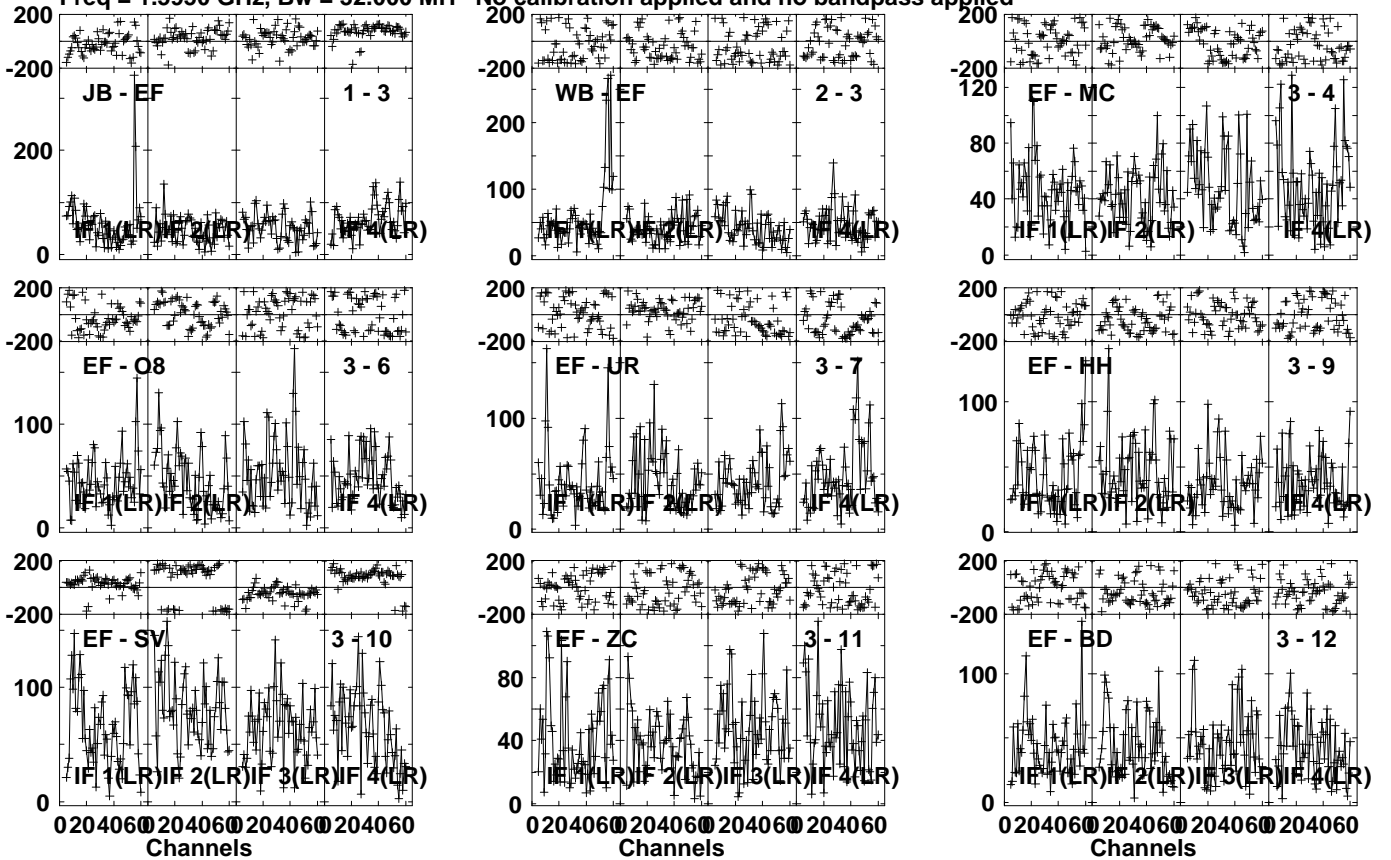 Freq = GHz, Bw = 32.000 MH No calibration applied and no bandpass applied
200
-200
JB - EF 1 - 3
200
0
IF 1(LR) IF 2(LR) IF 4(LR)
WB - EF 2 - 3
200
100
0
IF 1(LR) IF 2(LR) IF 4(LR)
200
-200
EF - MC 3 - 4
120
80
40
0
IF 1(LR) IF 2(LR) IF 4(LR)
200
-200
EF - O8 3 - 6
100
0
IF 1(LR) IF 2(LR) IF 4(LR)
EF - UR 3 - 7
100
0
IF 1(LR) IF 2(LR) IF 4(LR)
200
-200
EF - HH 3 - 9
100
0
IF 1(LR) IF 2(LR) IF 4(LR)
200
-200
EF - SV 3 - 10
100
0
IF 1(LR) IF 2(LR) IF 3(LR) IF 4(LR)
EF - ZC 3 - 11
80
40
0
IF 1(LR) IF 2(LR) IF 3(LR) IF 4(LR)
200
-200
EF - BD 3 - 12
100
0
IF 1(LR) IF 2(LR) IF 3(LR) IF 4(LR)
0 20 40 60 0 20 40 60 0 20 40 60 0 20 40 60
Channels
0 20 40 60 0 20 40 60 0 20 40 60 0 20 40 60
Channels
0 20 40 60 0 20 40 60 0 20 40 60 0 20 40 60
Channels